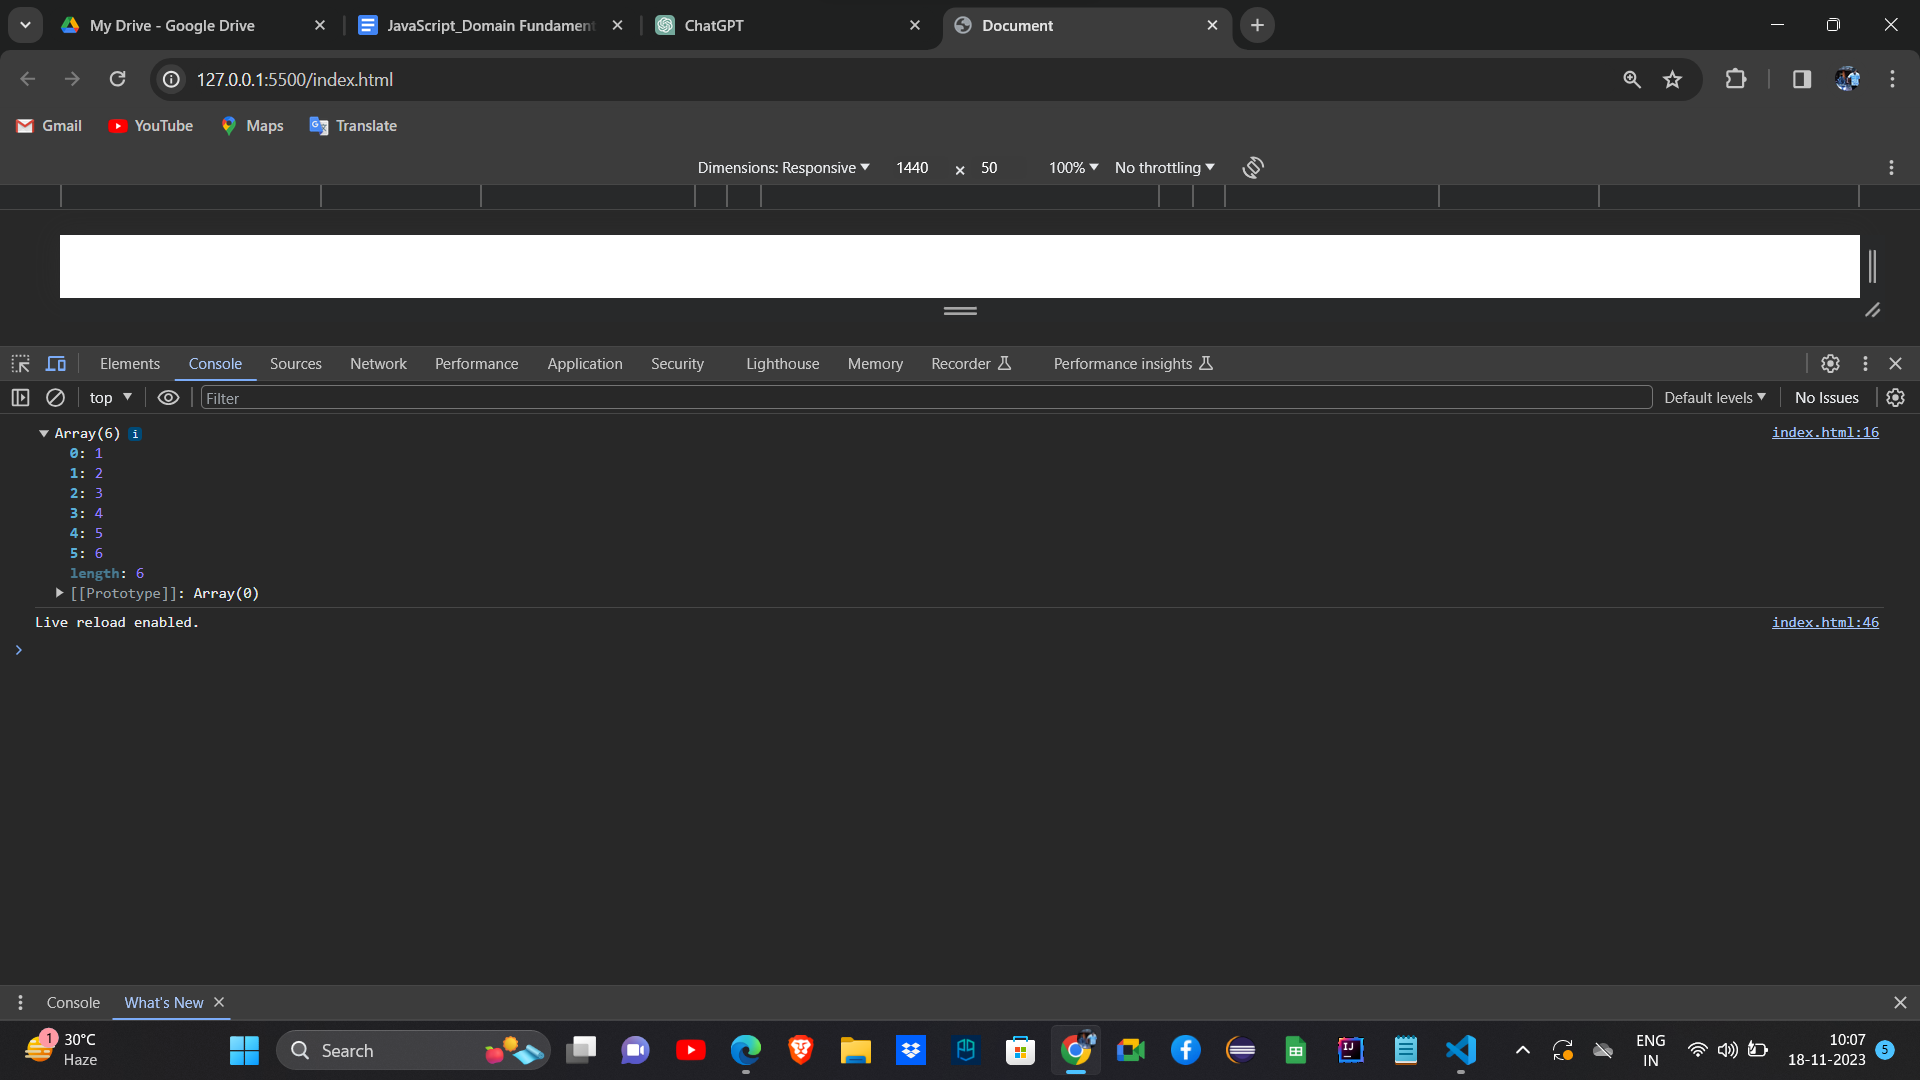 My Drive - Google Drive
JavaScript_Domain Fundament
ChatGPT
Document
127.0.0.1:5500/index.html
Gmail
YouTube
Maps
Translate
Dimensions: Responsive
1440 × 50
100%
No throttling
Elements
Console
Sources
Network
Performance
Application
Security
Lighthouse
Memory
Recorder
Performance insights
top
Filter
Default levels
No Issues
Array(6) i
index.html:16
0: 1
1: 2
2: 3
3: 4
4: 5
5: 6
length: 6
[[Prototype]]: Array(0)
Live reload enabled.
index.html:46
Console
What's New
1
30°C
Haze
Search
IJ
ENG
IN
10:07
18-11-2023
5